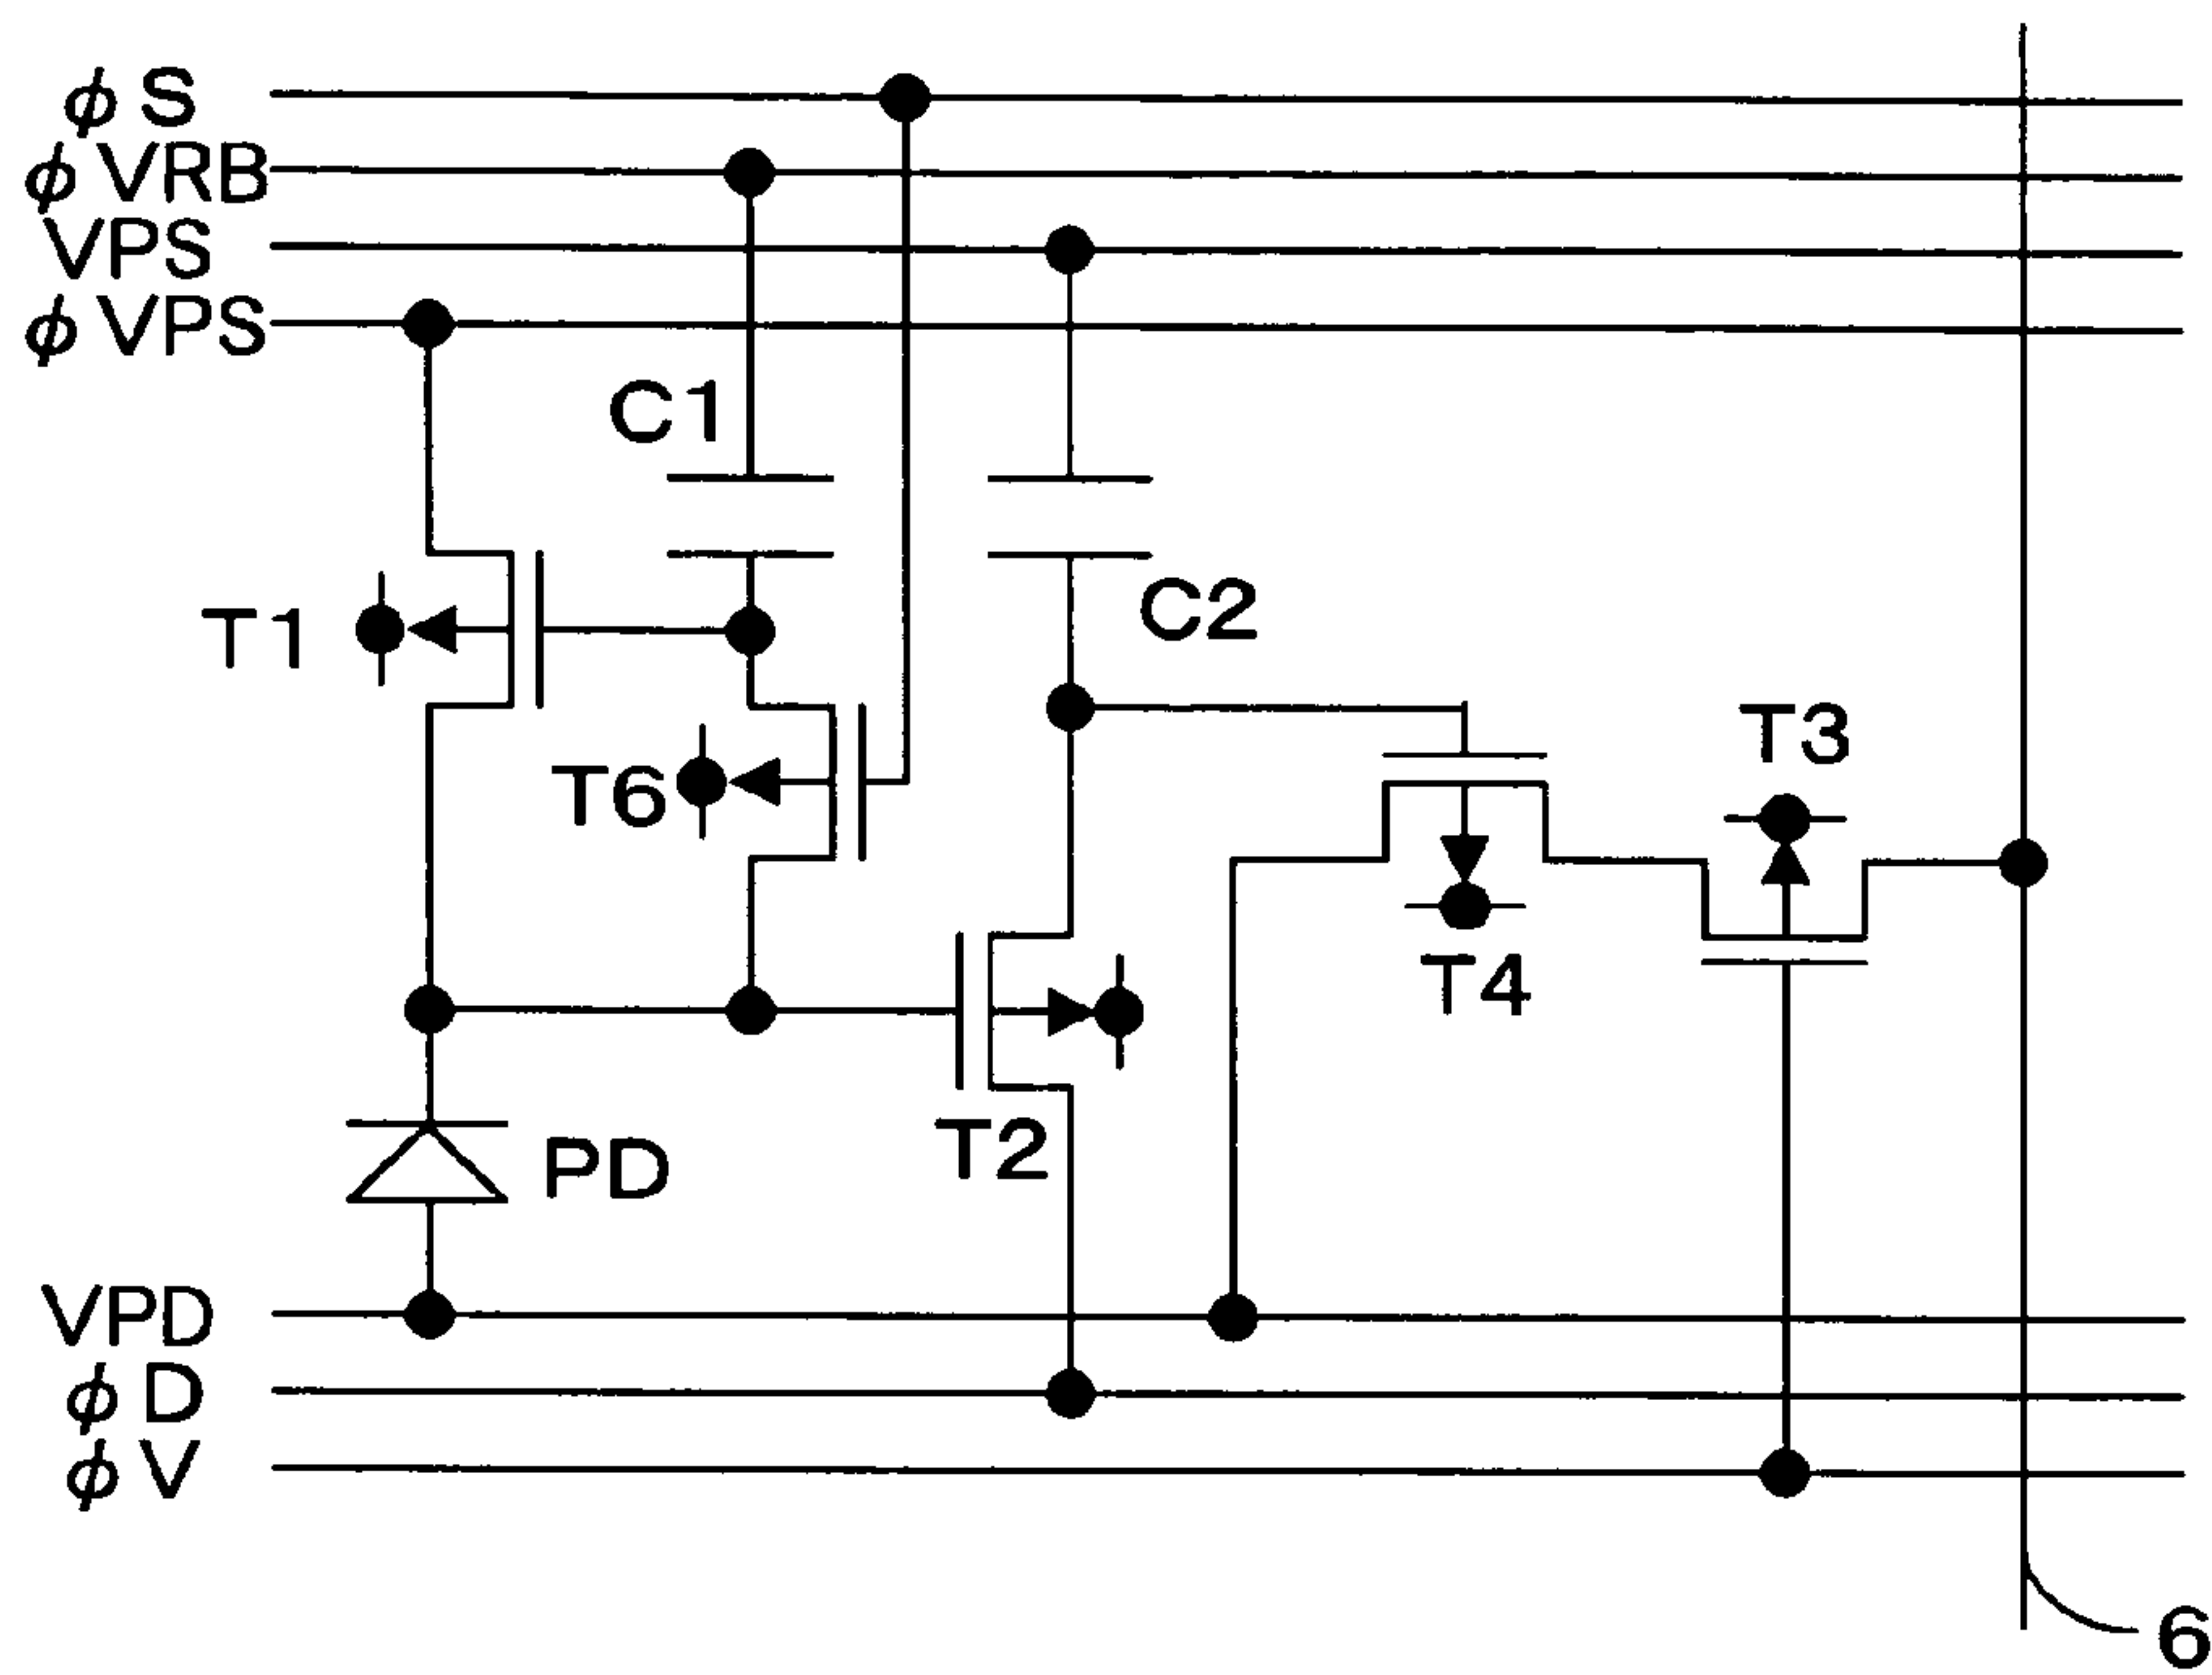 ϕ S
ϕ VRB
VPS
ϕ VPS
C1
C2
T1
T6
T3
T4
T2
PD
VPD
ϕ D
ϕ V
6